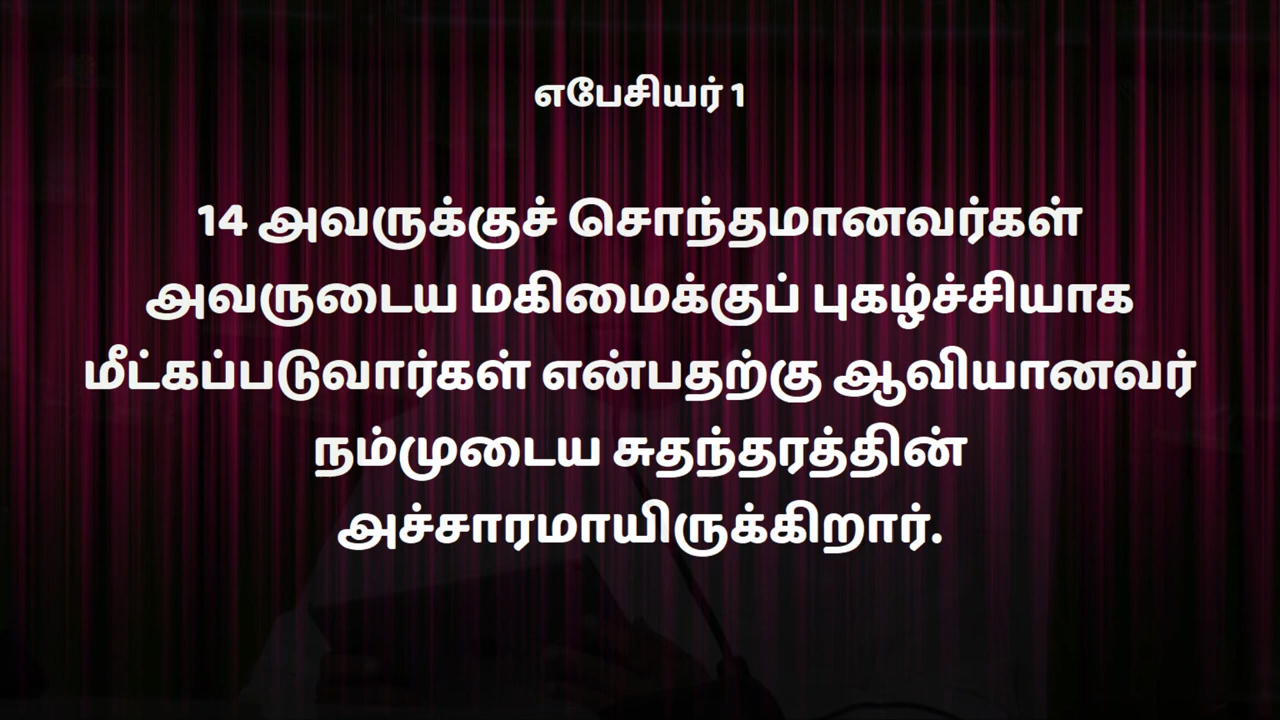 எபேசியர் 1
14 அவருக்குச் சொந்தமானவர்கள்
அவருடைய மகிமைக்குப் புகழ்ச்சியாக
மீட்கப்படுவார்கள் என்பதற்கு ஆவியானவர்
நம்முடைய சுதந்தரத்தின்
அச்சாரமாயிருக்கிறார்.